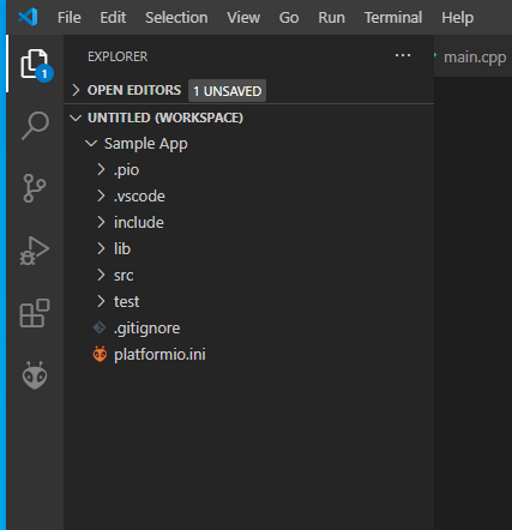 File Edit Selection View Go Run Terminal Help
EXPLORER ...
main.cpp
1
OPEN EDITORS 1 UNSAVED
UNTITLED (WORKSPACE)
Sample App
.pio
.vscode
include
lib
src
test
.gitignore
platformio.ini